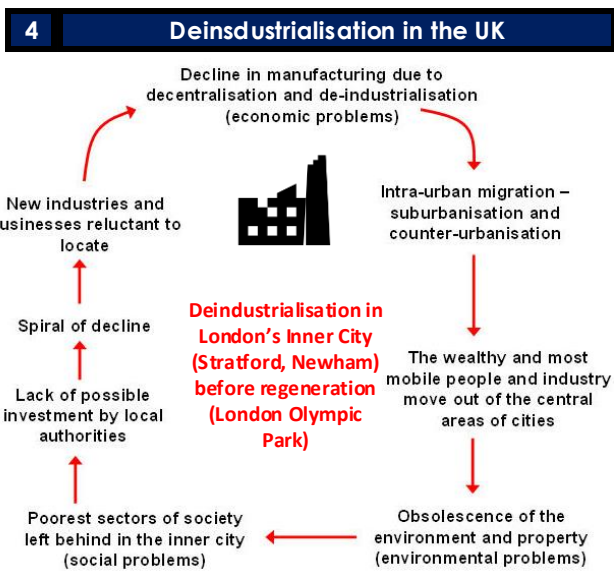 4 Deinsdustrialisation in the UK
Decline in manufacturing due to
decentralisation and de-industrialisation
(economic problems)
Intra-urban migration –
suburbanisation and
counter-urbanisation
The wealthy and most
mobile people and industry
move out of the central
areas of cities
Obsolescence of the
environment and property
(environmental problems)
Poorest sectors of society
left behind in the inner city
(social problems)
Lack of possible
investment by local
authorities
Spiral of decline
New industries and
usinesses reluctant to
locate
Deindustrialisation in
London's Inner City
(Stratford, Newham)
before regeneration
(London Olympic
Park)